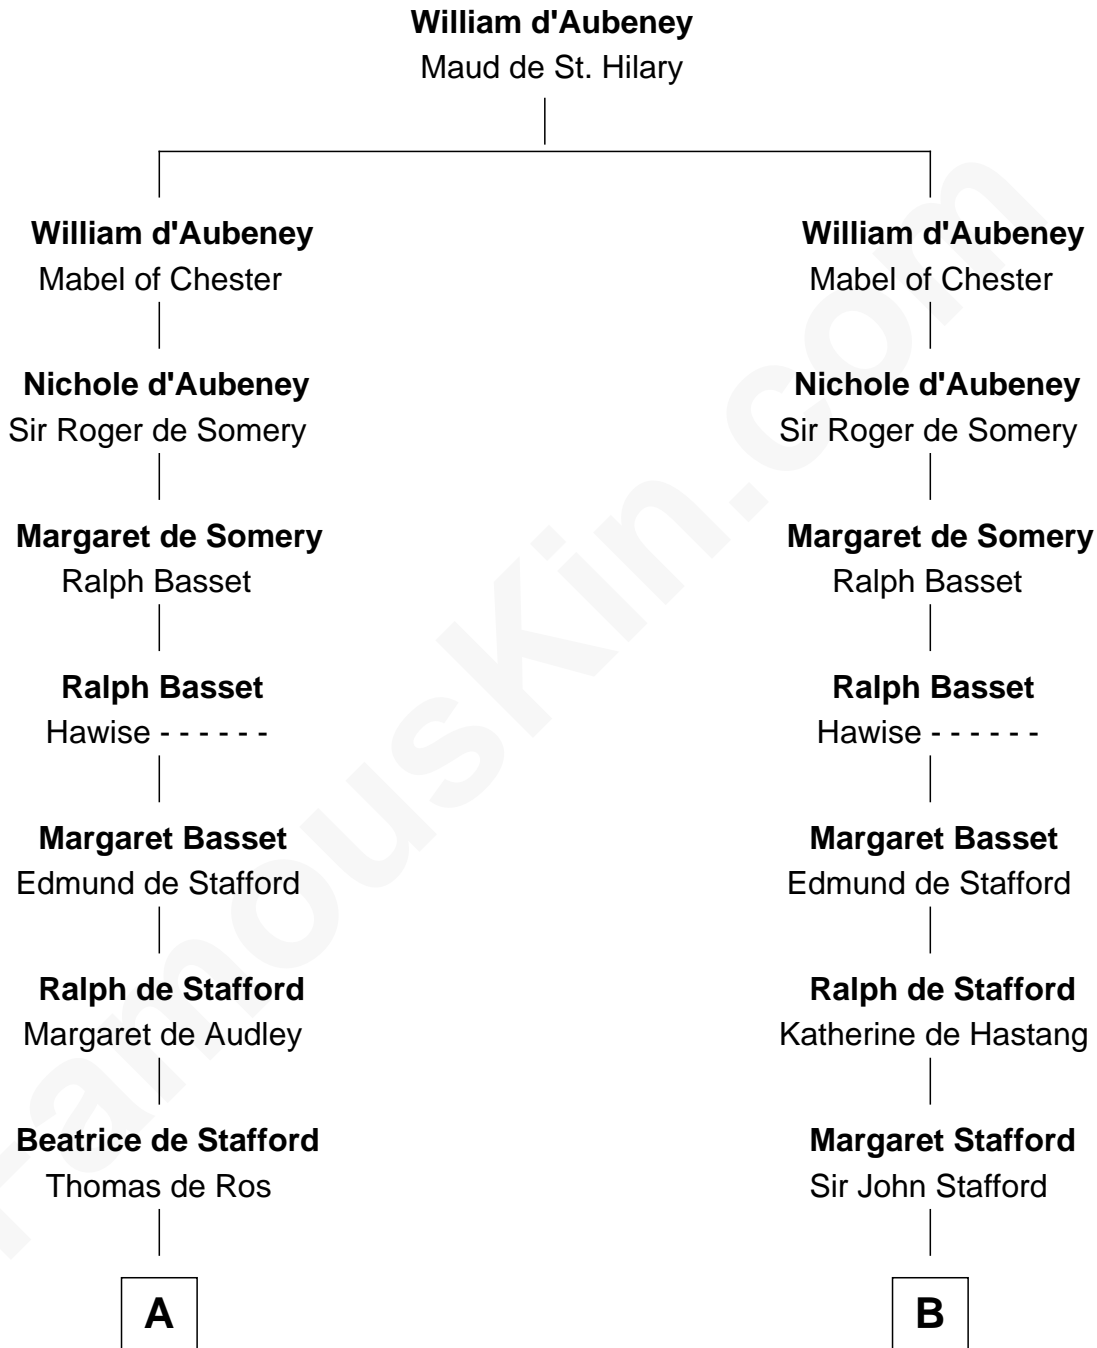 William d'Aubeney
Maud de St. Hilary
William d'Aubeney
Mabel of Chester
Nichole d'Aubeney
Sir Roger de Somery
Margaret de Somery
Ralph Basset
Ralph Basset
Hawise - - - - - -
Margaret Basset
Edmund de Stafford
Ralph de Stafford
Margaret de Audley
Beatrice de Stafford
Thomas de Ros
A
William d'Aubeney
Mabel of Chester
Nichole d'Aubeney
Sir Roger de Somery
Margaret de Somery
Ralph Basset
Ralph Basset
Hawise - - - - - -
Margaret Basset
Edmund de Stafford
Ralph de Stafford
Katherine de Hastang
Margaret Stafford
Sir John Stafford
B
FamousKin.com